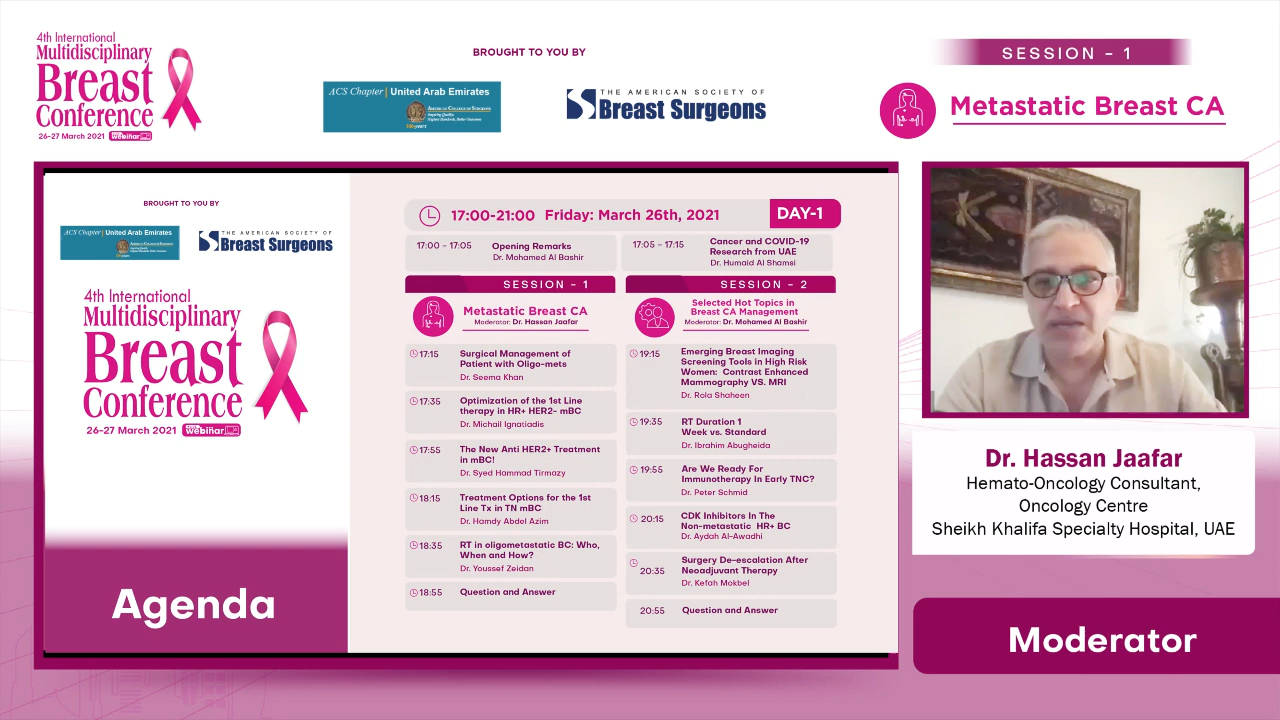 4th International
Multidisciplinary
Breast
Conference
26-27 March 2021 Webinar
BROUGHT TO YOU BY
ACS Chapter | United Arab Emirates
AMERICAN COLLEGE OF SURGEONS
Inspiring Quality:
Highest Standards, Better Outcomes
100+years
THE AMERICAN SOCIETY OF
Breast Surgeons
SESSION - 1
Metastatic Breast CA
BROUGHT TO YOU BY
ACS Chapter | United Arab Emirates
THE AMERICAN SOCIETY OF
Breast Surgeons
4th International
Multidisciplinary
Breast
Conference
26-27 March 2021 Webinar
Agenda
17:00-21:00 Friday: March 26th, 2021 DAY-1
17:00 - 17:05 Opening Remarks
Dr. Mohamed Al Bashir
17:05 - 17:15 Cancer and COVID-19
Research from UAE
Dr. Humaid Al Shamsi
SESSION - 1
Metastatic Breast CA
Moderator: Dr. Hassan Jaafar
17:15 Surgical Management of
Patient with Oligo-mets
Dr. Seema Khan
17:35 Optimization of the 1st Line
therapy in HR+ HER2- mBC
Dr. Michail Ignatiadis
17:55 The New Anti HER2+ Treatment
in mBC!
Dr. Syed Hammad Tirmazy
18:15 Treatment Options for the 1st
Line Tx in TN mBC
Dr. Hamdy Abdel Azim
18:35 RT in oligometastatic BC: Who,
When and How?
Dr. Youssef Zeidan
18:55 Question and Answer
SESSION - 2
Selected Hot Topics in
Breast CA Management
Moderator: Dr. Mohamed Al Bashir
19:15 Emerging Breast Imaging
Screening Tools in High Risk
Women: Contrast Enhanced
Mammography VS. MRI
Dr. Rola Shaheen
19:35 RT Duration 1
Week vs. Standard
Dr. Ibrahim Abugheida
19:55 Are We Ready For
Immunotherapy In Early TNC?
Dr. Peter Schmid
20:15 CDK Inhibitors In The
Non-metastatic HR+ BC
Dr. Aydah Al-Awadhi
20:35 Surgery De-escalation After
Neoadjuvant Therapy
Dr. Kefah Mokbel
20:55 Question and Answer
Dr. Hassan Jaafar
Hemato-Oncology Consultant,
Oncology Centre
Sheikh Khalifa Specialty Hospital, UAE
Moderator